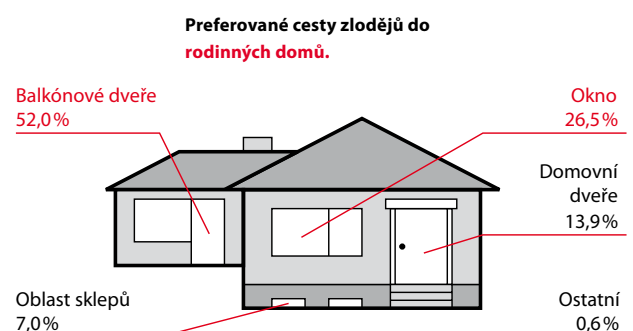 Preferované cesty zlodějů do
rodinných domů.
Balkónové dveře
52,0 %
Okno
26,5 %
Domovní
dveře
13,9 %
Oblast sklepů
7,0 %
Ostatní
0,6 %